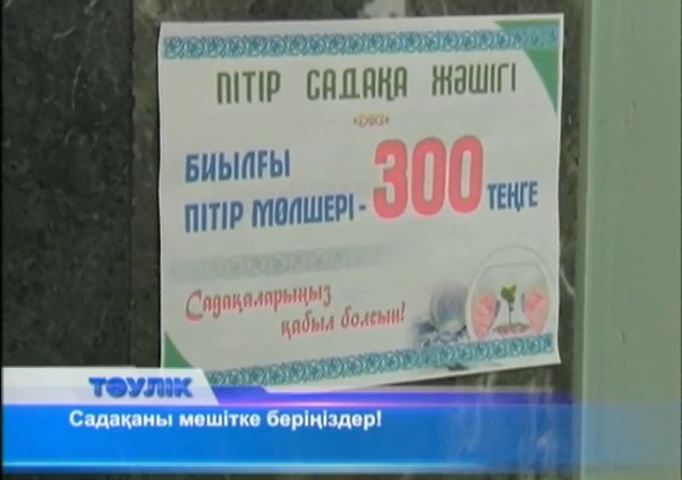 ПІТІР САДАҚА ЖӘШІГІ
БИЫЛҒЫ
ПІТІР МӨЛШЕРІ - 300 ТЕҢГЕ
Садақаларыңыз
қабыл болсын!
ТӘУЛІК
Садақаны мешітке беріңіздер!